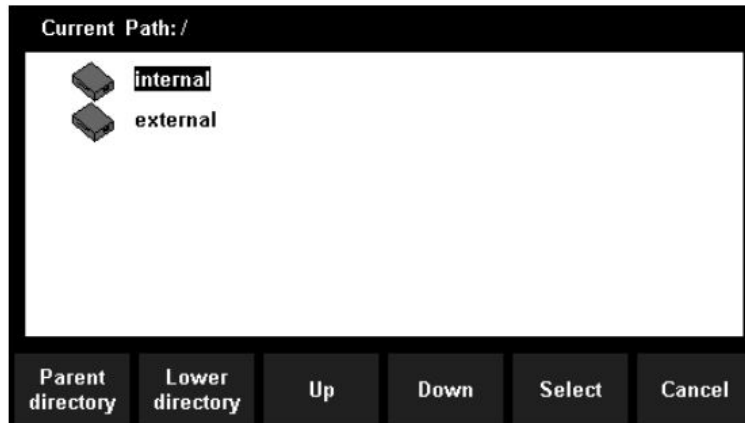 Current Path: /
internal
external
Parent directory
Lower directory
Up
Down
Select
Cancel